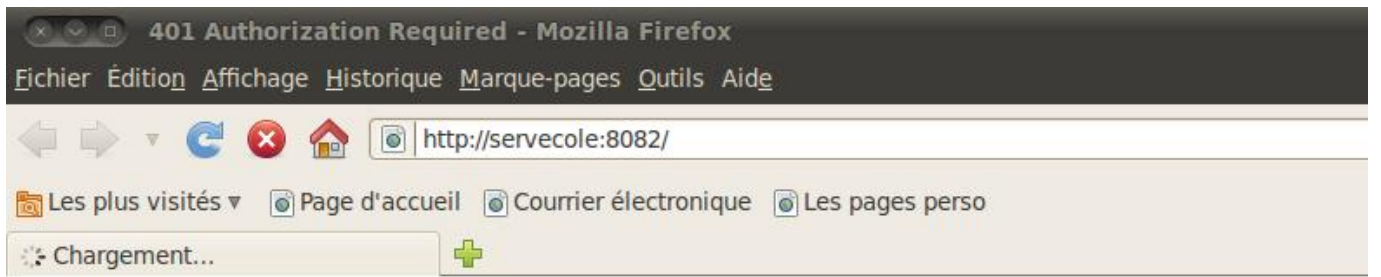 401 Authorization Required - Mozilla Firefox
Fichier Édition Affichage Historique Marque-pages Outils Aide
http://servecole:8082/
Les plus visités Page d'accueil Courrier électronique Les pages perso
Chargement...